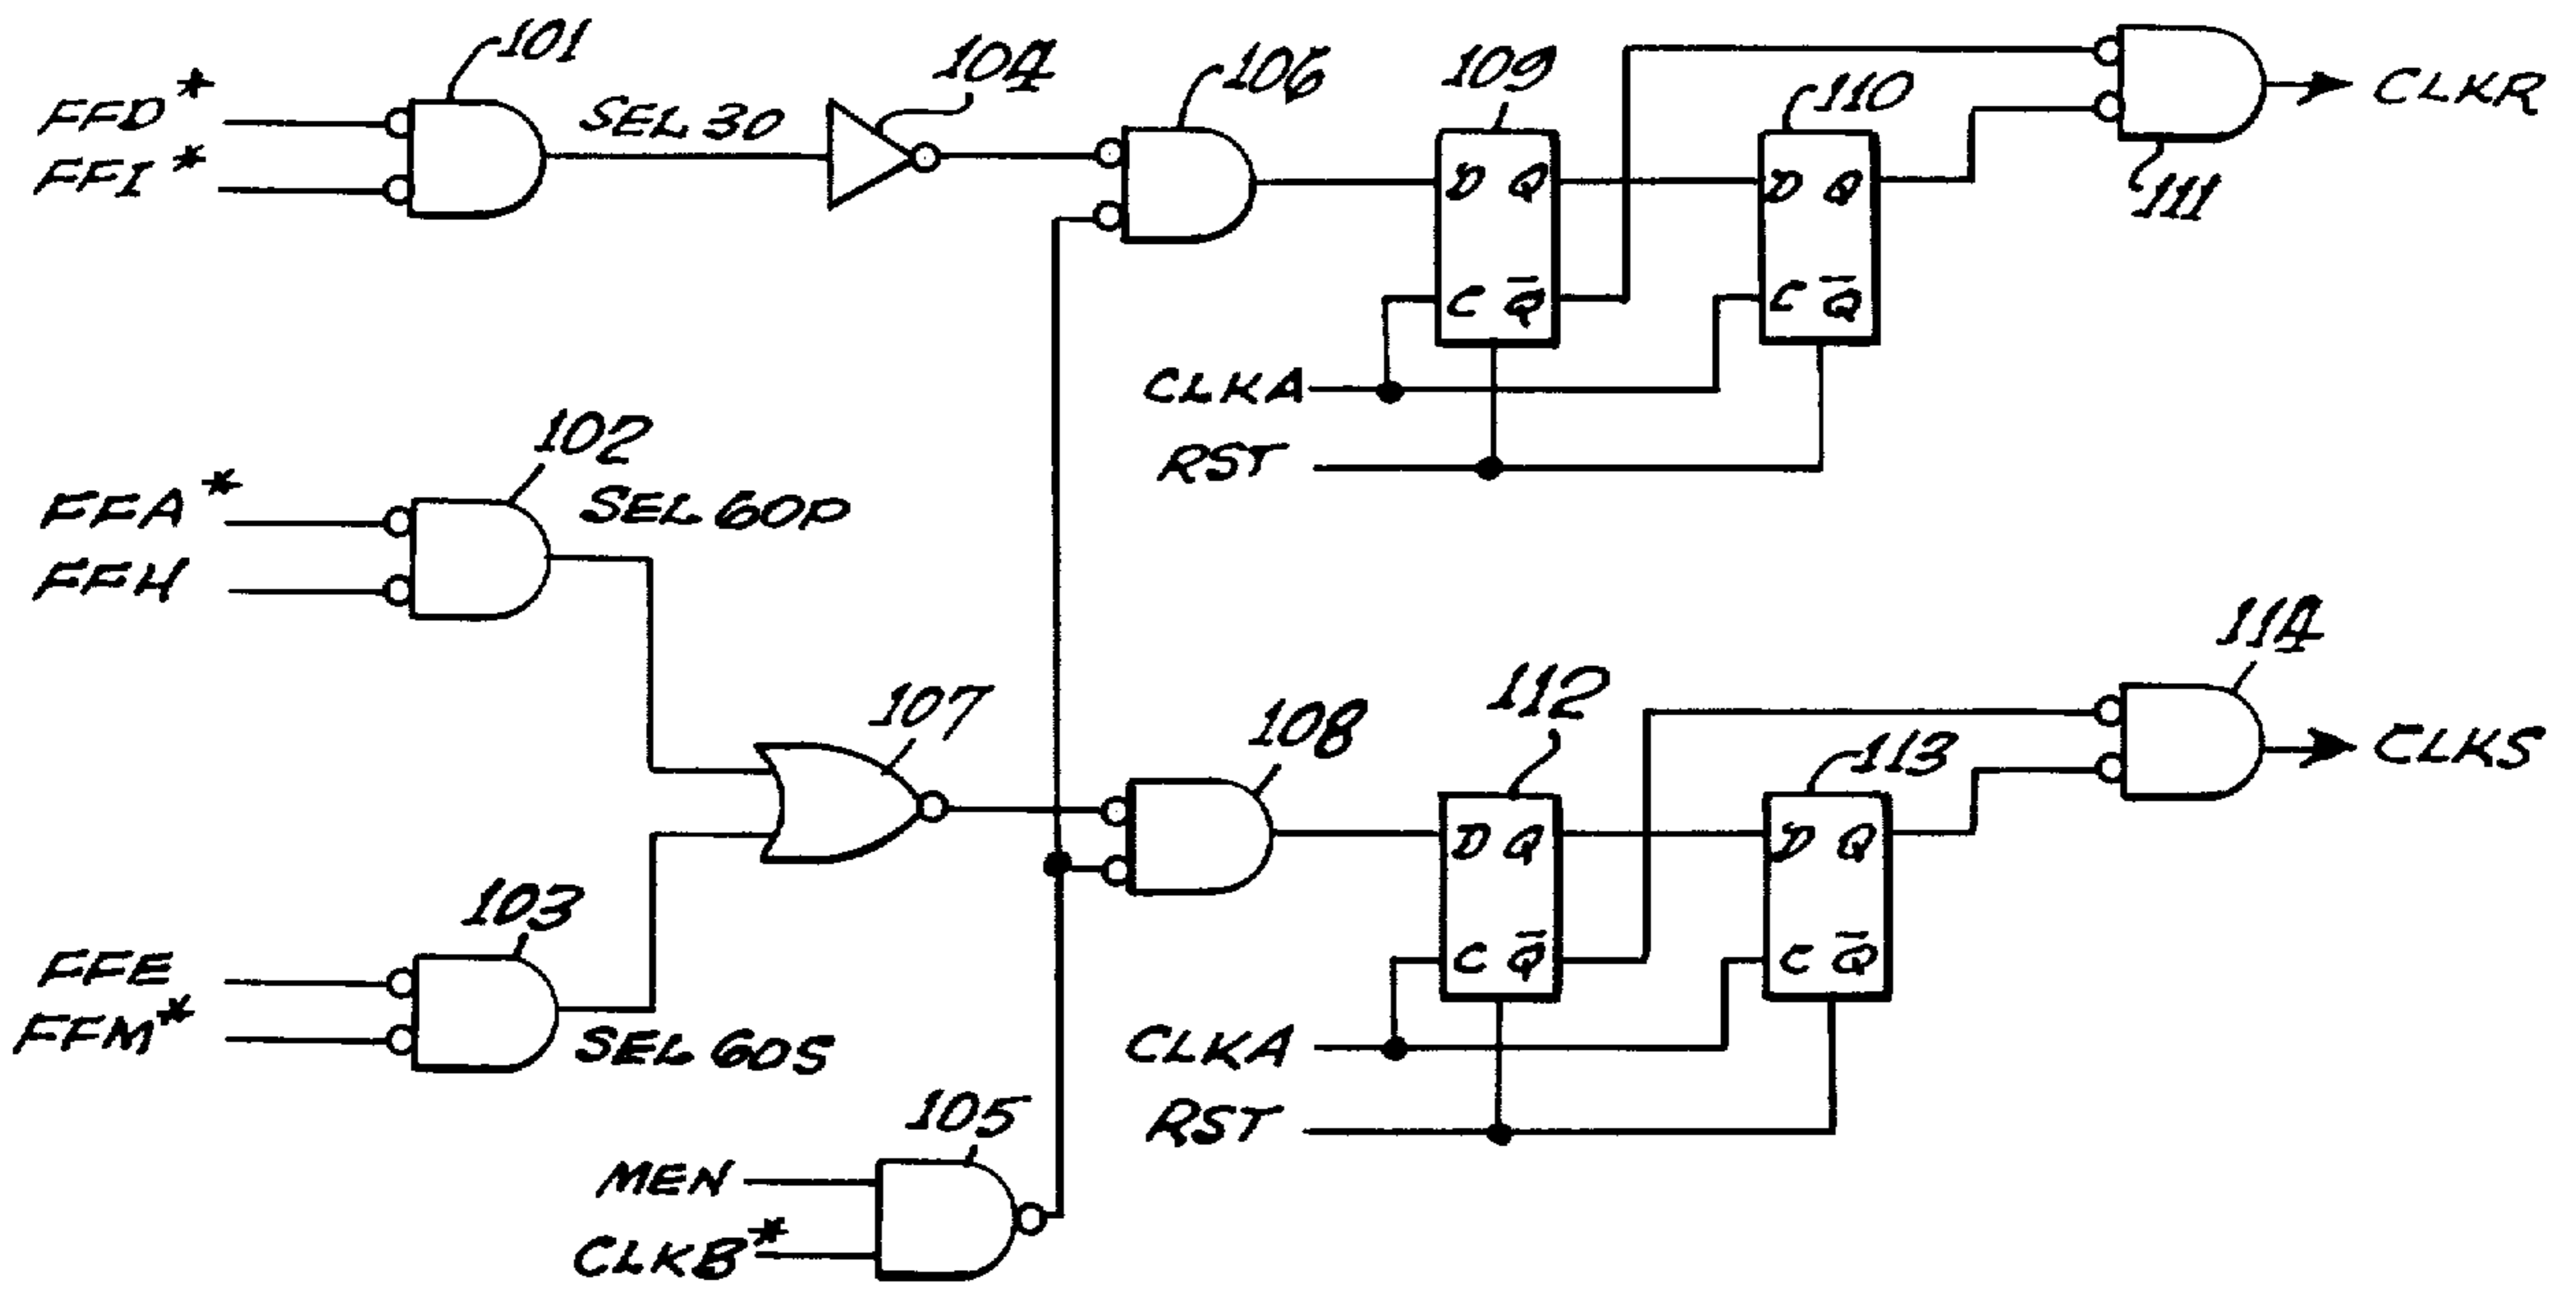 101
FFD*
FFI*
SEL 30
104
106
109
D Q
C Q̅
110
D Q
C Q̅
111
CLKR
CLKA
RST
102
FFA*
FFH
SEL 60P
107
103
FFE
FFM*
SEL 60S
105
MEN
CLKB*
108
112
D Q
C Q̅
113
D Q
C Q̅
114
CLKS
CLKA
RST